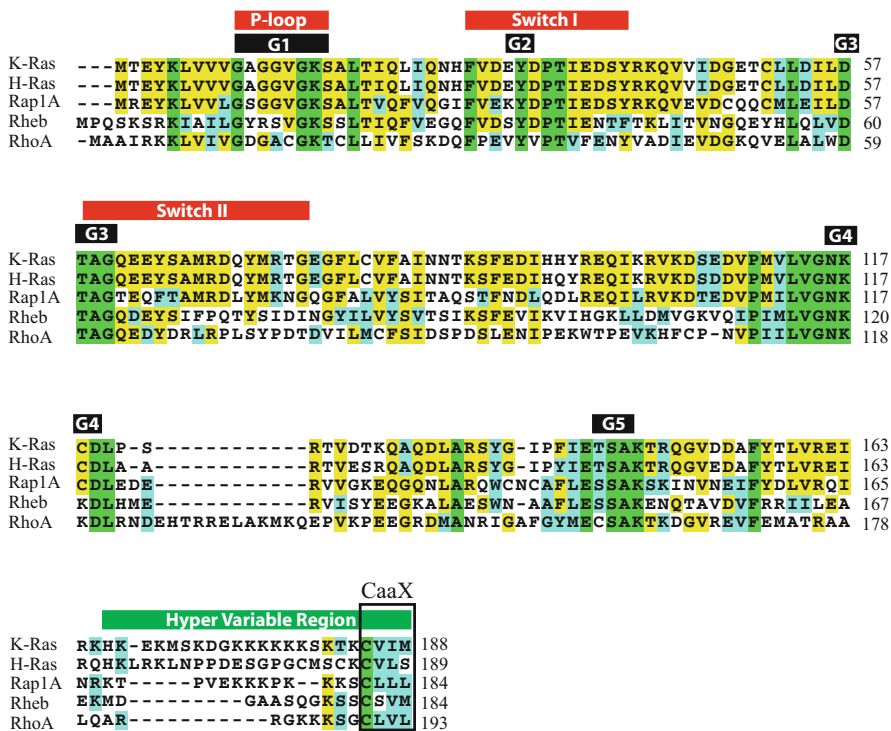 P-loop Switch I
G1 G2 G3
K-Ras ---MTEYKLVVVGAGGVGKSALTIQLIQNHFVDEYDPTIEDSYRKQVVIDGETCLLDILD 57
H-Ras ---MTEYKLVVVGAGGVGKSALTIQLIQNHFVDEYDPTIEDSYRKQVVIDGETCLLDILD 57
Rap1A ---MREYKLVVLGSGGVGKSALTVQFVQGIFVEKYDPTIEDSYRKQVEVDCQQCMLEILD 57
Rheb MPQSKSRKIAILGYRSVGKSSLTIQFVEGQFVDSYDPTIENTFTKLITVNGQEYHLQLVD 60
RhoA -MAAIRKKLVIVGDGACGKTCLLIVFSKDQFPEVYVPTVFENYVADIEVDGKQVELALWD 59
Switch II
G3 G4
K-Ras TAGQEEYSAMRDQYMRTGEGFLCVFAINNTKSFEDIHHYREQIKRVKDSEDVPMVLVGNK 117
H-Ras TAGQEEYSAMRDQYMRTGEGFLCVFAINNTKSFEDIHQYREQIKRVKDSDDVPMVLVGNK 117
Rap1A TAGTEQFTAMRDLYMKNGQGFALVYSITAQSTFNDLQDLREQILRVKDTEDVPMILVGNK 117
Rheb TAGQDEYSIFPQTYSIDINGYILVYSVTSIKSFEVIKVIHGKLLDMVGKVQIPIMLVGNK 120
RhoA TAGQEDYDRLRPLSYPDTDVILMCFSIDSPDSLENIPEKWTPEVKHFCP-NVPIILVGNK 118
G4 G5
K-Ras CDLP-S------------RTVDTKQAQDLARSYG-IPFIETSAKTRQGVDDAFYTLVREI 163
H-Ras CDLA-A------------RTVESRQAQDLARSYG-IPYIETSAKTRQGVEDAFYTLVREI 163
Rap1A CDLEDE------------RVVGKEQGQNLARQWCNCAFLESSAKSKINVNEIFYDLVRQI 165
Rheb KDLHME------------RVISYEEGKALAESWN-AAFLESSAKENQTAVDVFRRIILEA 167
RhoA KDLRNDEHTRRELAKMKQEPVKPEEGRDMANRIGAFGYMECSAKTKDGVREVFEMATRAA 178
CaaX
Hyper Variable Region
K-Ras RKHK-EKMSKDGKKKKKKSKTKCVIM 188
H-Ras RQHKLRKLNPPDESGPGCMSCKCVLS 189
Rap1A NRKT-----PVEKKKPK--KKSCLLL 184
Rheb EKMD---------GAASQGKSSCSVM 184
RhoA LQAR-----------RGKKKSGCLVL 193